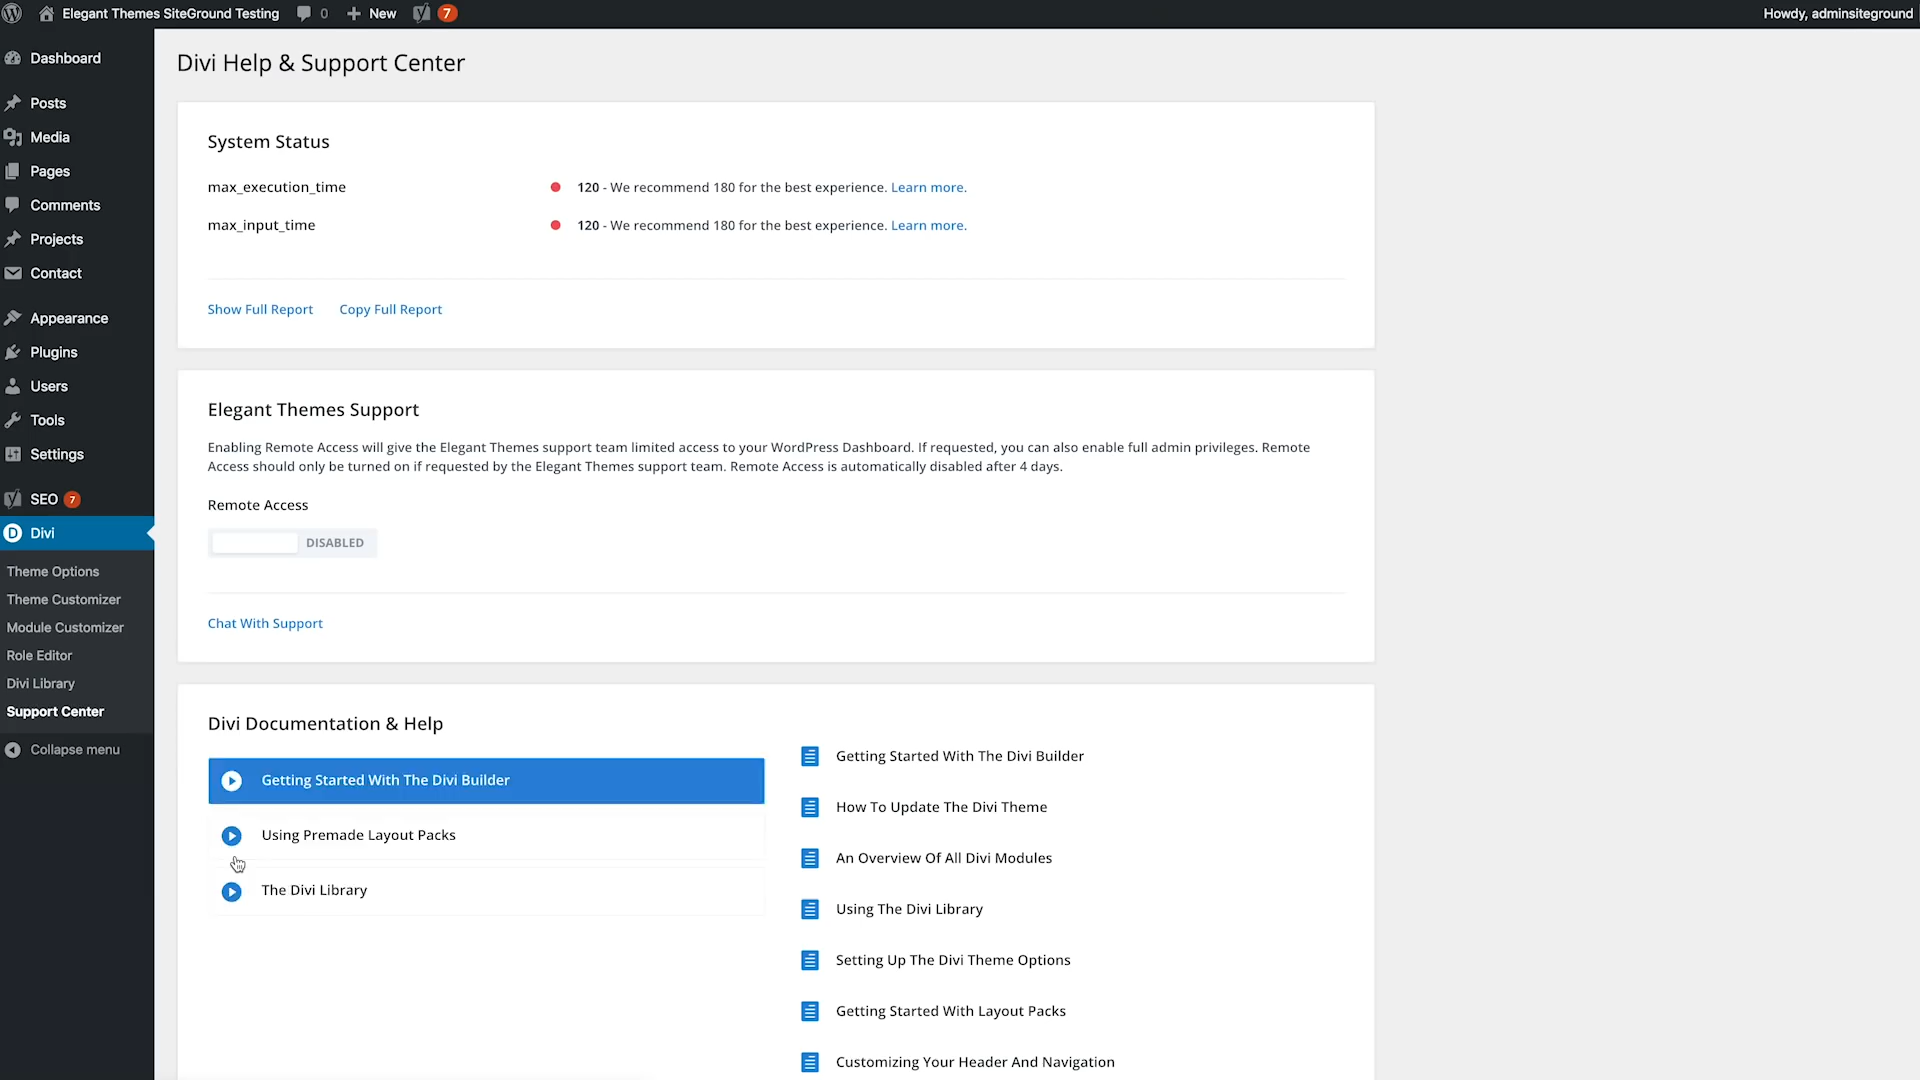 Elegant Themes SiteGround Testing 0 New 7 Howdy, adminsiteground
Dashboard
Posts
Media
Pages
Comments
Projects
Contact
Appearance
Plugins
Users
Tools
Settings
SEO 7
Divi
Theme Options
Theme Customizer
Module Customizer
Role Editor
Divi Library
Support Center
Collapse menu
Divi Help & Support Center
System Status
max_execution_time 120 - We recommend 180 for the best experience. Learn more.
max_input_time 120 - We recommend 180 for the best experience. Learn more.
Show Full Report Copy Full Report
Elegant Themes Support
Enabling Remote Access will give the Elegant Themes support team limited access to your WordPress Dashboard. If requested, you can also enable full admin privileges. Remote
Access should only be turned on if requested by the Elegant Themes support team. Remote Access is automatically disabled after 4 days.
Remote Access
DISABLED
Chat With Support
Divi Documentation & Help
Getting Started With The Divi Builder
Using Premade Layout Packs
The Divi Library
Getting Started With The Divi Builder
How To Update The Divi Theme
An Overview Of All Divi Modules
Using The Divi Library
Setting Up The Divi Theme Options
Getting Started With Layout Packs
Customizing Your Header And Navigation